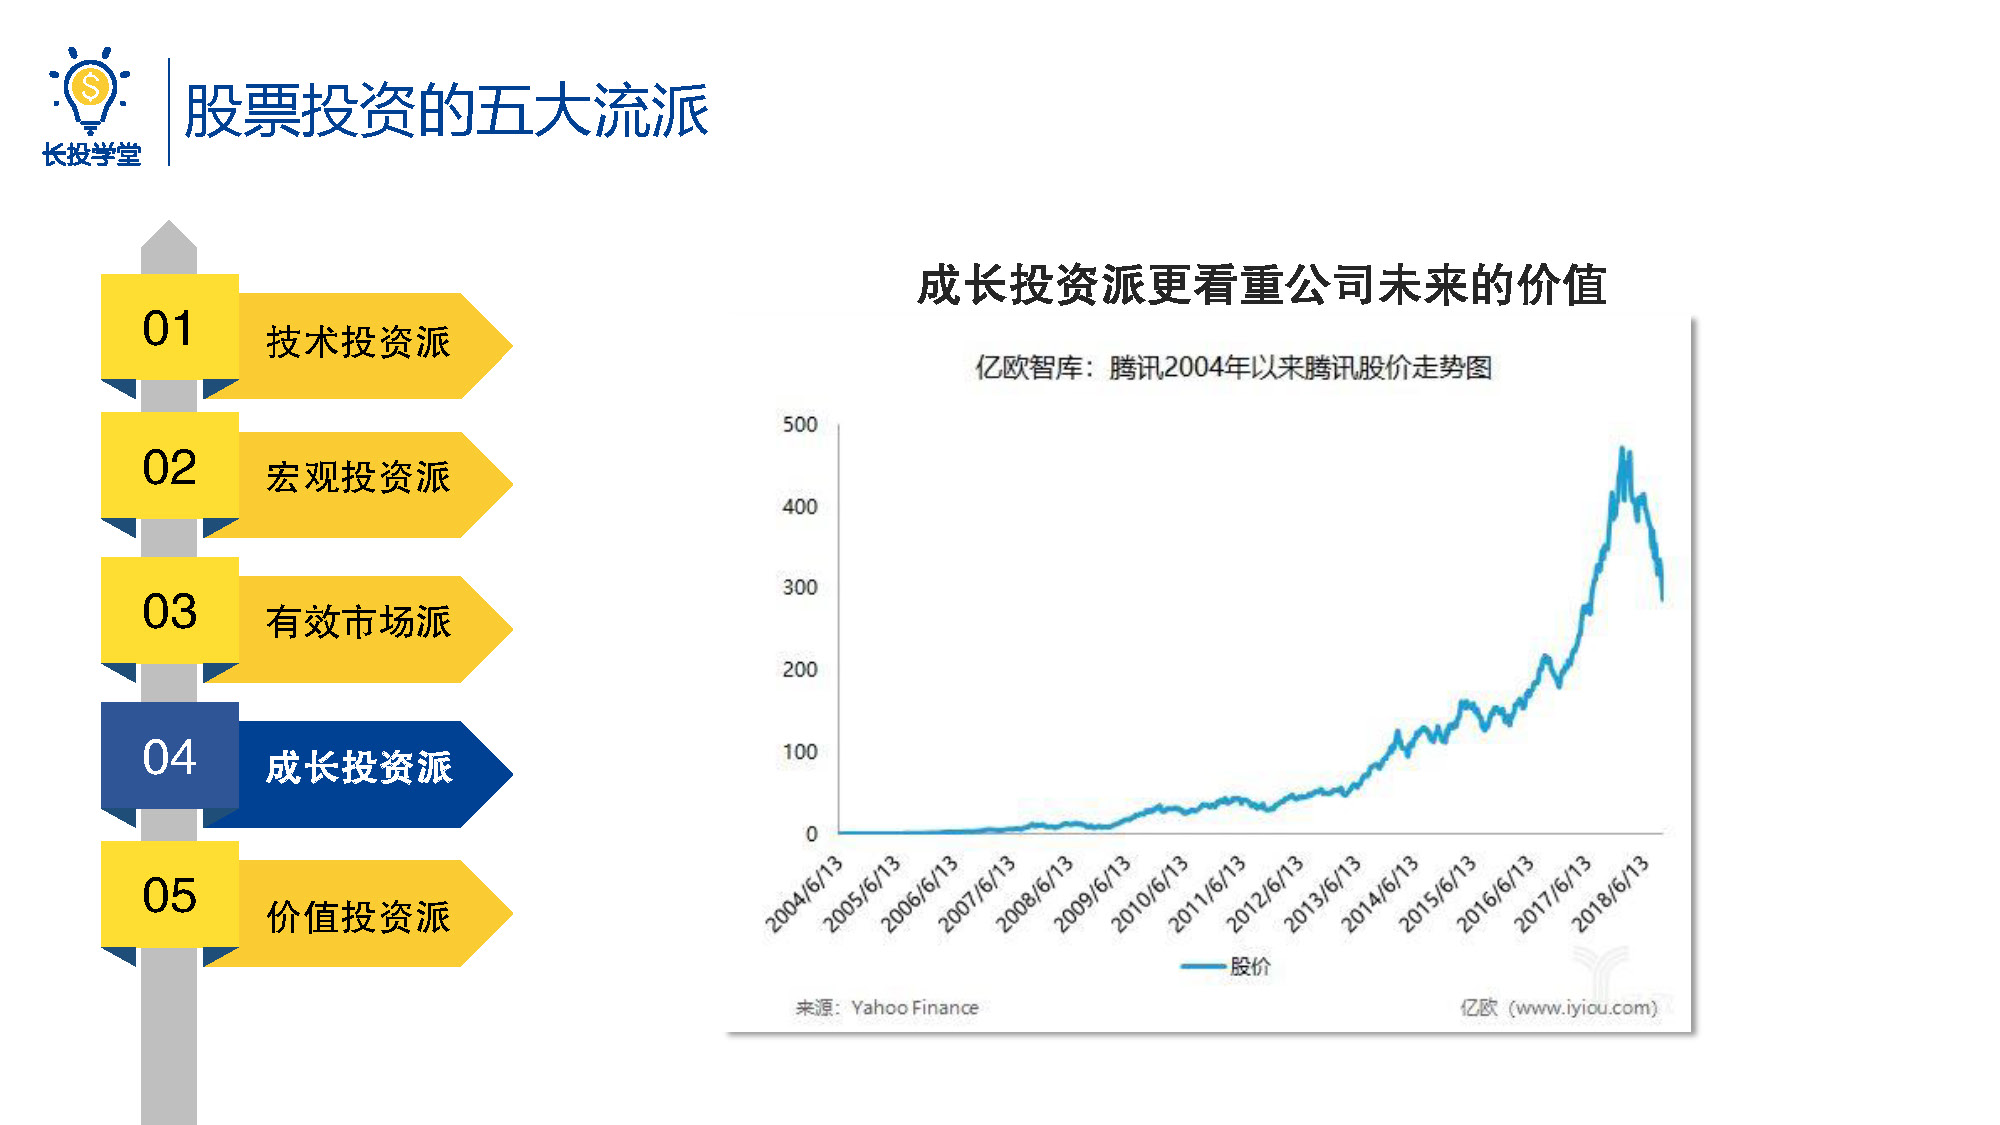 股票投资的五大流派
长投学堂
01
技术投资派
02
宏观投资派
03
有效市场派
04
成长投资派
05
价值投资派
成长投资派更看重公司未来的价值
亿欧智库：腾讯2004年以来腾讯股价走势图
500
400
300
200
100
0
2004/6/13
2005/6/13
2006/6/13
2007/6/13
2008/6/13
2009/6/13
2010/6/13
2011/6/13
2012/6/13
2013/6/13
2014/6/13
2015/6/13
2016/6/13
2017/6/13
2018/6/13
股价
来源：Yahoo Finance
亿欧（www.iyiou.com）